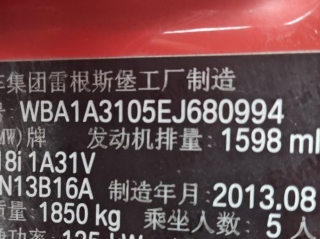 车集团雷根斯堡工厂制造
WBA1A3105EJ680994
MW)牌 发动机排量: 1598 ml
18i 1A31V
N13B16A 制造年月: 2013.08
质量: 1850 kg 乘坐人数: 5人